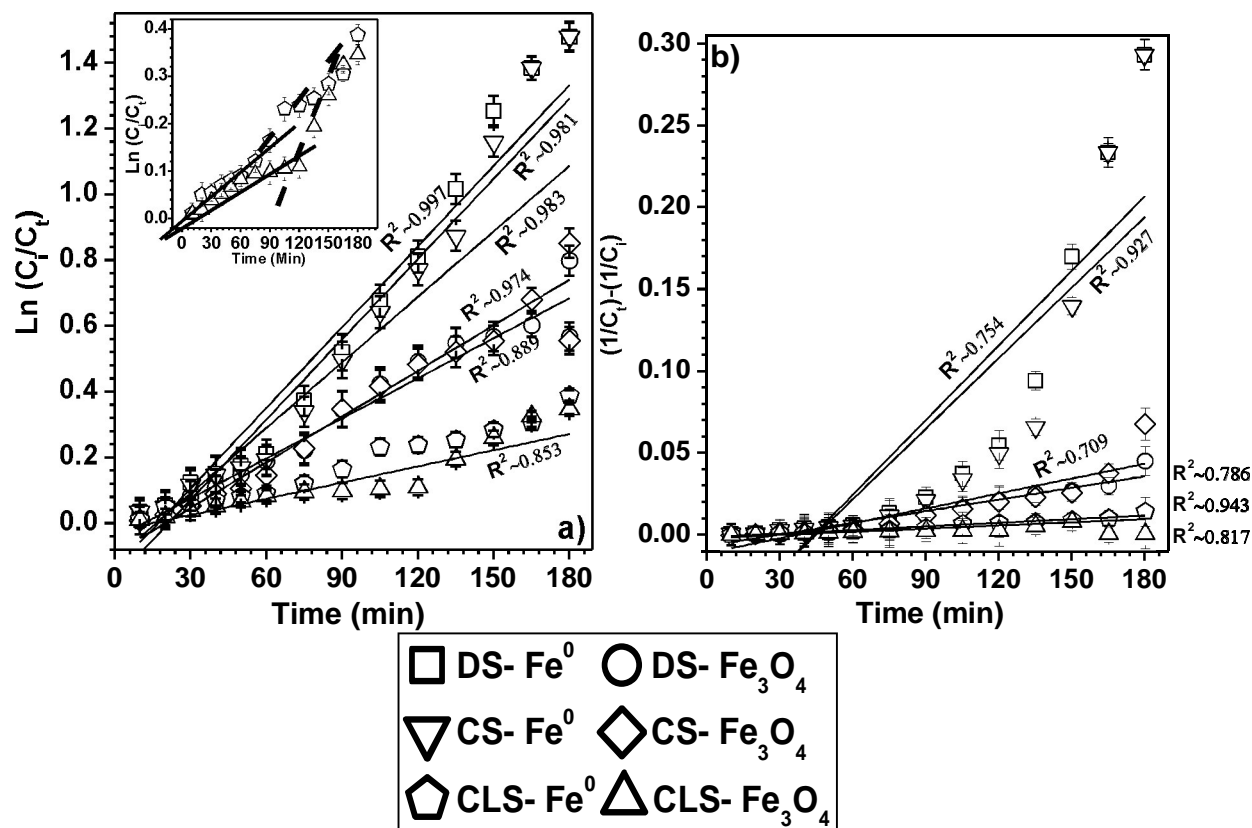 Ln (Cᵢ/Cₜ)
1.4
1.2
1.0
0.8
0.6
0.4
0.2
0.0
0 30 60 90 120 150 180
Time (min)
a)
Ln (Cᵢ/Cₜ)
0.4
0.3
0.2
0.1
0.0
0 30 60 90 120 150 180
Time (Min)
R² ~0.997
R² ~0.981
R² ~0.983
R² ~0.974
R² ~0.889
R² ~0.853
b)
(1/Cₜ)-(1/Cᵢ)
0.30
0.25
0.20
0.15
0.10
0.05
0.00
0 30 60 90 120 150 180
Time (min)
R² ~0.754
R² ~0.927
R² ~0.709
R²~0.786
R²~0.943
R²~0.817
DS- Fe⁰ DS- Fe₃O₄
CS- Fe⁰ CS- Fe₃O₄
CLS- Fe⁰ CLS- Fe₃O₄